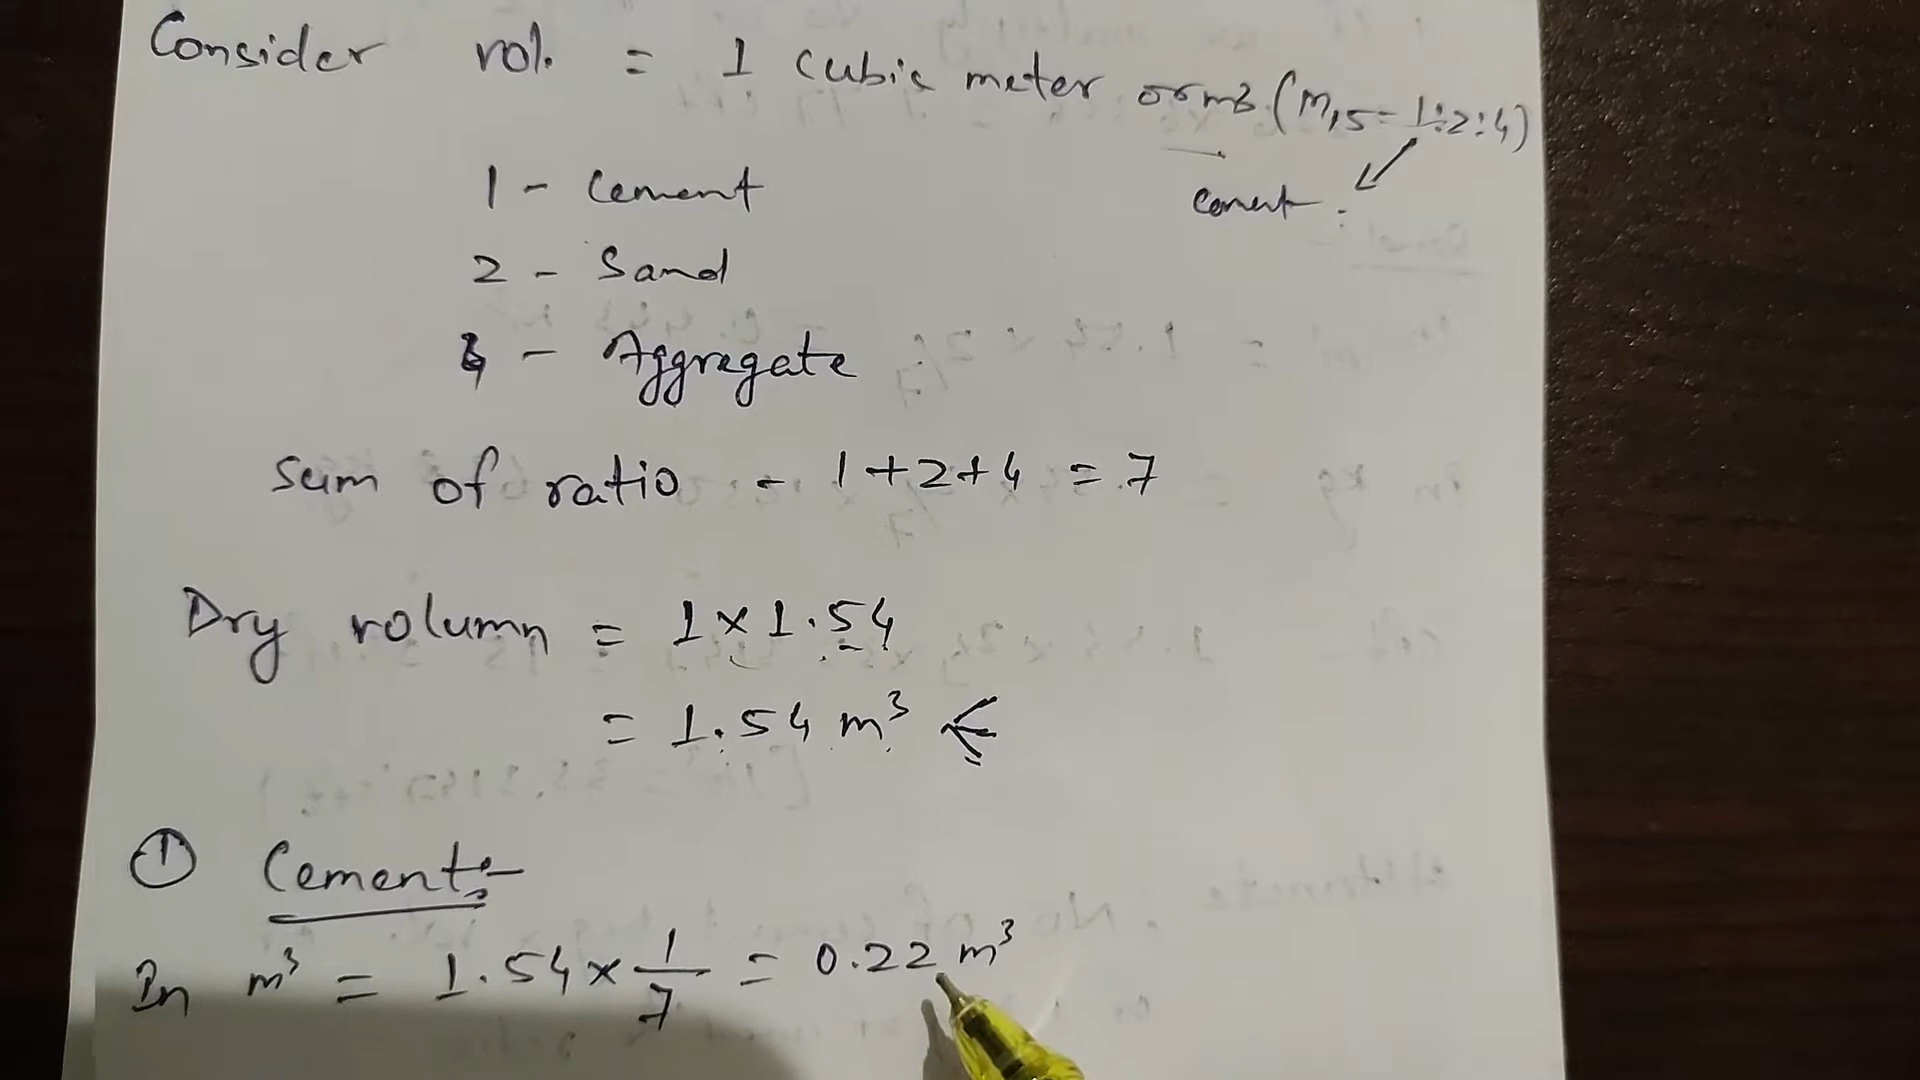 Consider vol. = 1 cubic meter or m3 (M15 = 1:2:4)
cement
1 - Cement
2 - Sand
4 - Aggregate
Sum of ratio - 1+2+4 = 7
Dry volumn = 1×1.54
= 1.54 m³
① Cement:-
In m³ = 1.54 × 1/7 = 0.22 m³